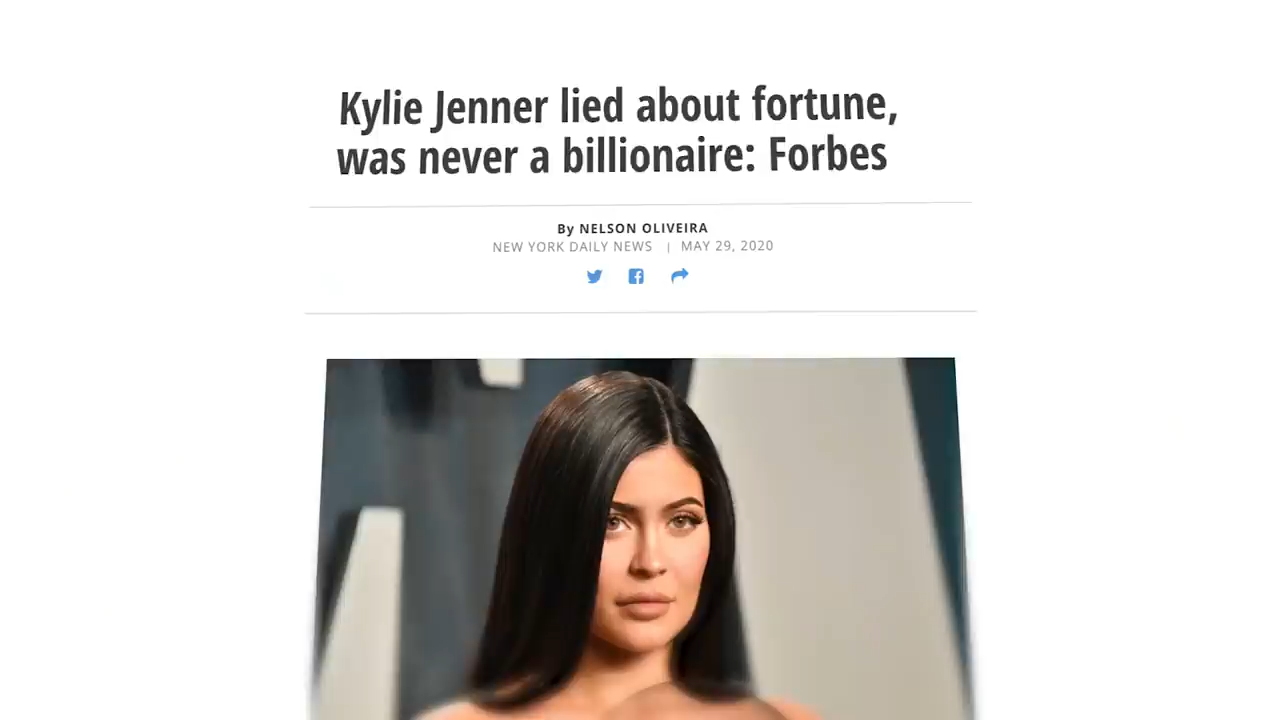 Kylie Jenner lied about fortune,
was never a billionaire: Forbes
By NELSON OLIVEIRA
NEW YORK DAILY NEWS | MAY 29, 2020